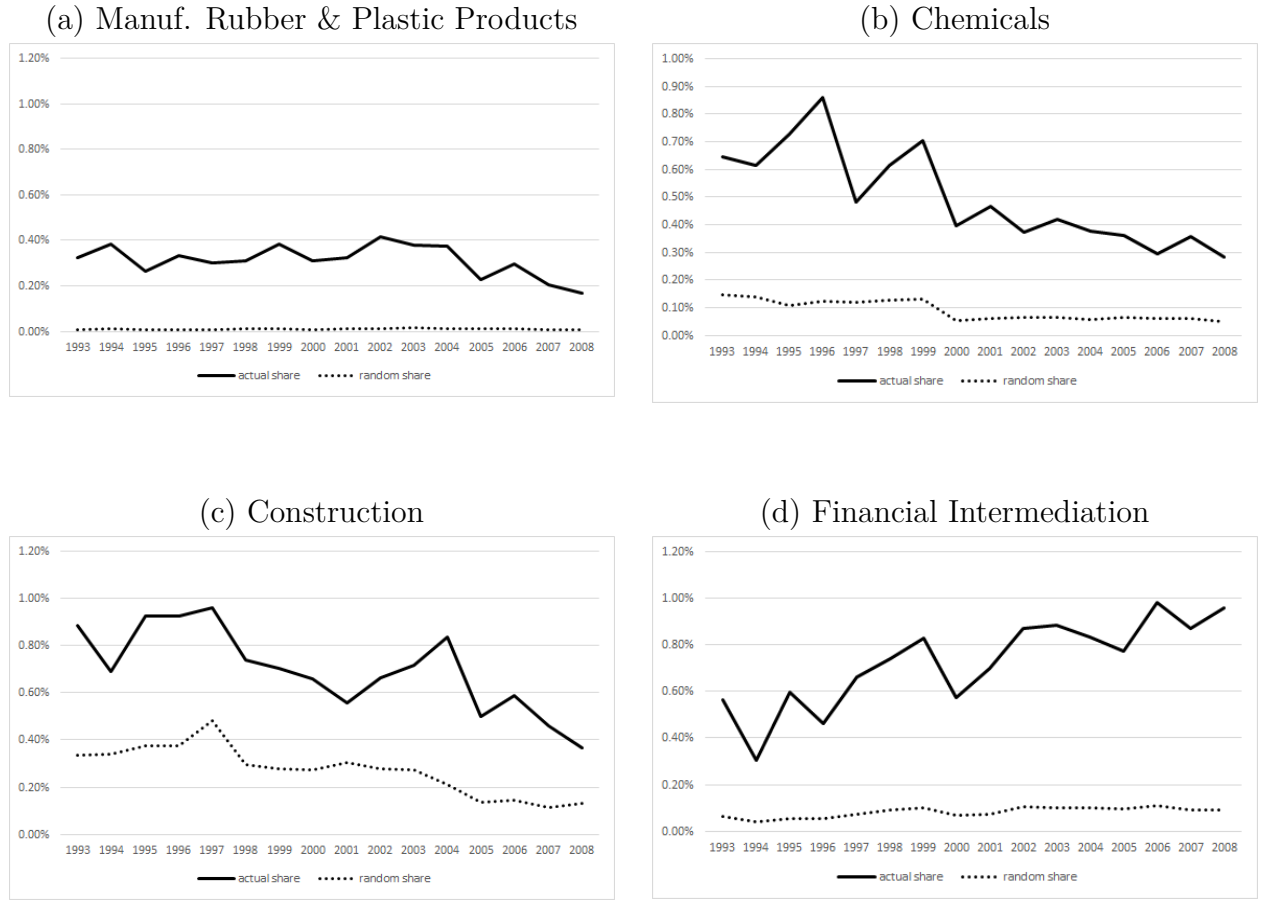 (a) Manuf. Rubber & Plastic Products
1.20%
1.00%
0.80%
0.60%
0.40%
0.20%
0.00%
1993 1994 1995 1996 1997 1998 1999 2000 2001 2002 2003 2004 2005 2006 2007 2008
actual share random share
(b) Chemicals
1.00%
0.90%
0.80%
0.70%
0.60%
0.50%
0.40%
0.30%
0.20%
0.10%
0.00%
1993 1994 1995 1996 1997 1998 1999 2000 2001 2002 2003 2004 2005 2006 2007 2008
actual share random share
(c) Construction
1.20%
1.00%
0.80%
0.60%
0.40%
0.20%
0.00%
1993 1994 1995 1996 1997 1998 1999 2000 2001 2002 2003 2004 2005 2006 2007 2008
actual share random share
(d) Financial Intermediation
1.20%
1.00%
0.80%
0.60%
0.40%
0.20%
0.00%
1993 1994 1995 1996 1997 1998 1999 2000 2001 2002 2003 2004 2005 2006 2007 2008
actual share random share